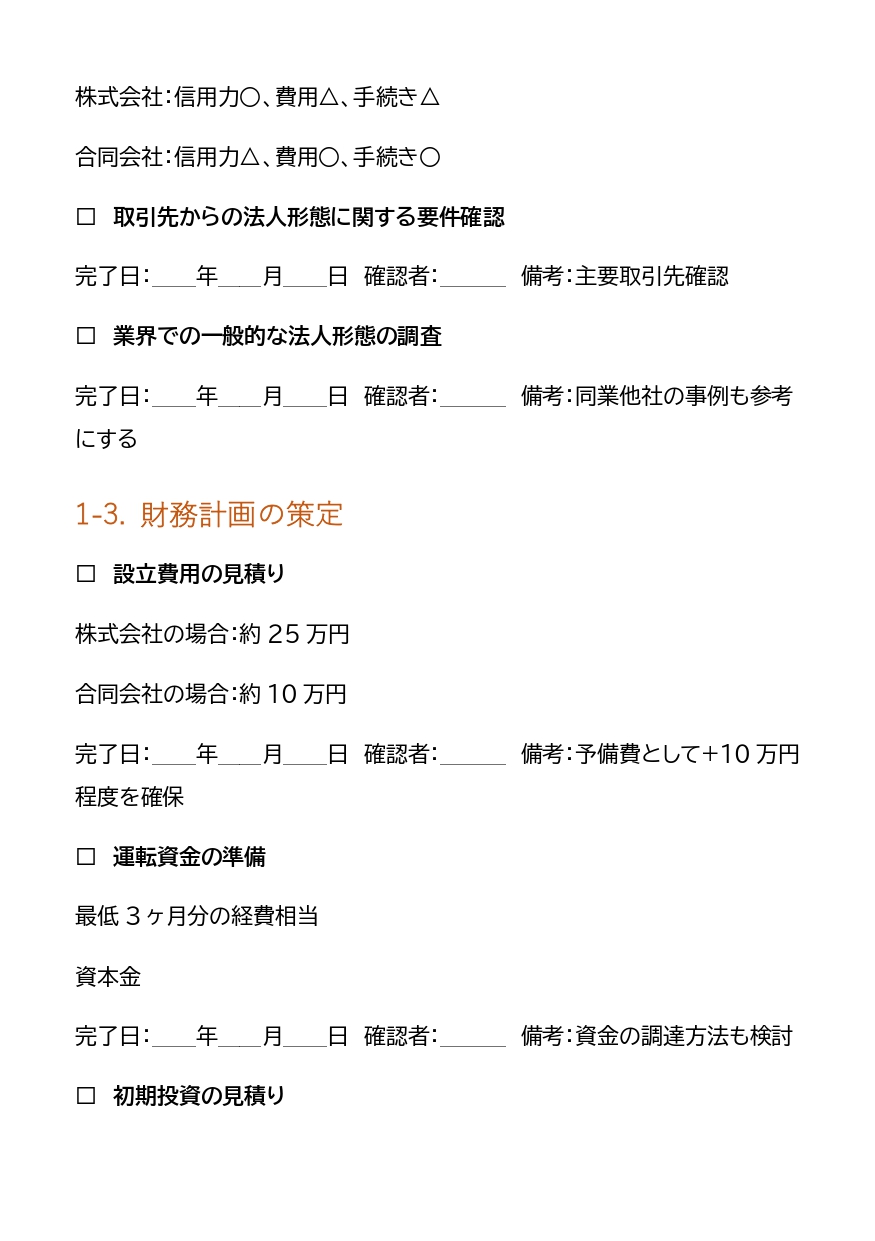 株式会社：信用力〇、費用△、手続き△
合同会社：信用力△、費用〇、手続き〇
□ 取引先からの法人形態に関する要件確認
完了日：____年____月____日 確認者：______ 備考：主要取引先確認
□ 業界での一般的な法人形態の調査
完了日：____年____月____日 確認者：______ 備考：同業他社の事例も参考
にする
1-3. 財務計画の策定
□ 設立費用の見積り
株式会社の場合：約 25 万円
合同会社の場合：約 10 万円
完了日：____年____月____日 確認者：______ 備考：予備費として+10 万円
程度を確保
□ 運転資金の準備
最低 3 ヶ月分の経費相当
資本金
完了日：____年____月____日 確認者：______ 備考：資金の調達方法も検討
□ 初期投資の見積り